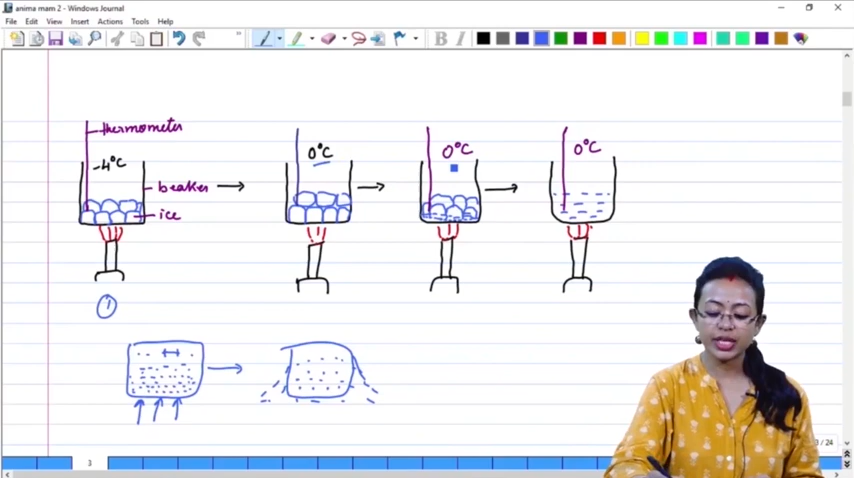 anima mam 2 - Windows Journal
File Edit View Insert Actions Tools Help
B I
thermometer
-4°C
0°C
0°C
0°C
beaker
ice
1
3 / 24
3